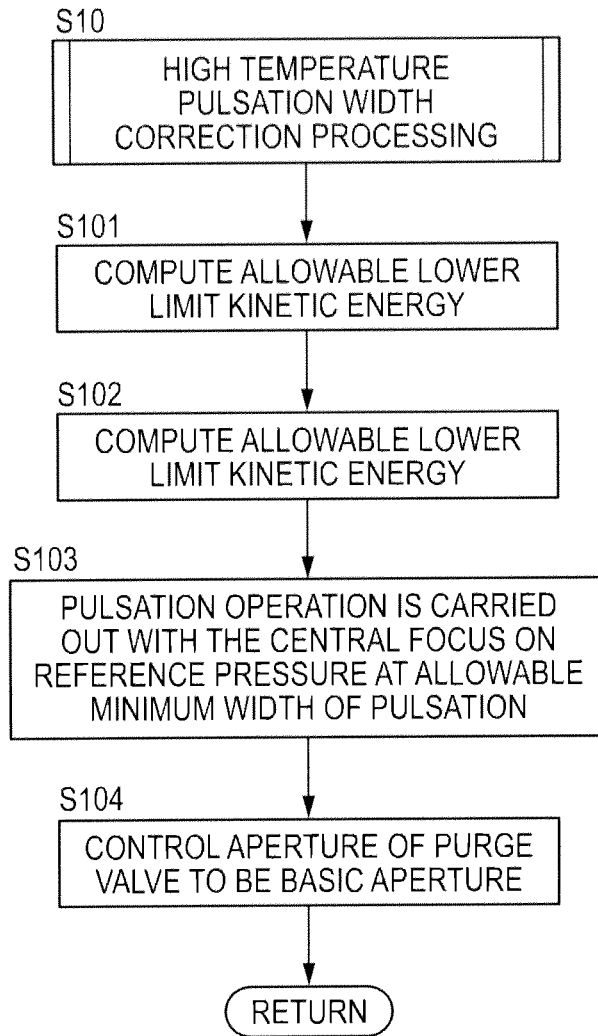 S10
HIGH TEMPERATURE
PULSATION WIDTH
CORRECTION PROCESSING
S101
COMPUTE ALLOWABLE LOWER
LIMIT KINETIC ENERGY
S102
COMPUTE ALLOWABLE LOWER
LIMIT KINETIC ENERGY
S103
PULSATION OPERATION IS CARRIED
OUT WITH THE CENTRAL FOCUS ON
REFERENCE PRESSURE AT ALLOWABLE
MINIMUM WIDTH OF PULSATION
S104
CONTROL APERTURE OF PURGE
VALVE TO BE BASIC APERTURE
RETURN